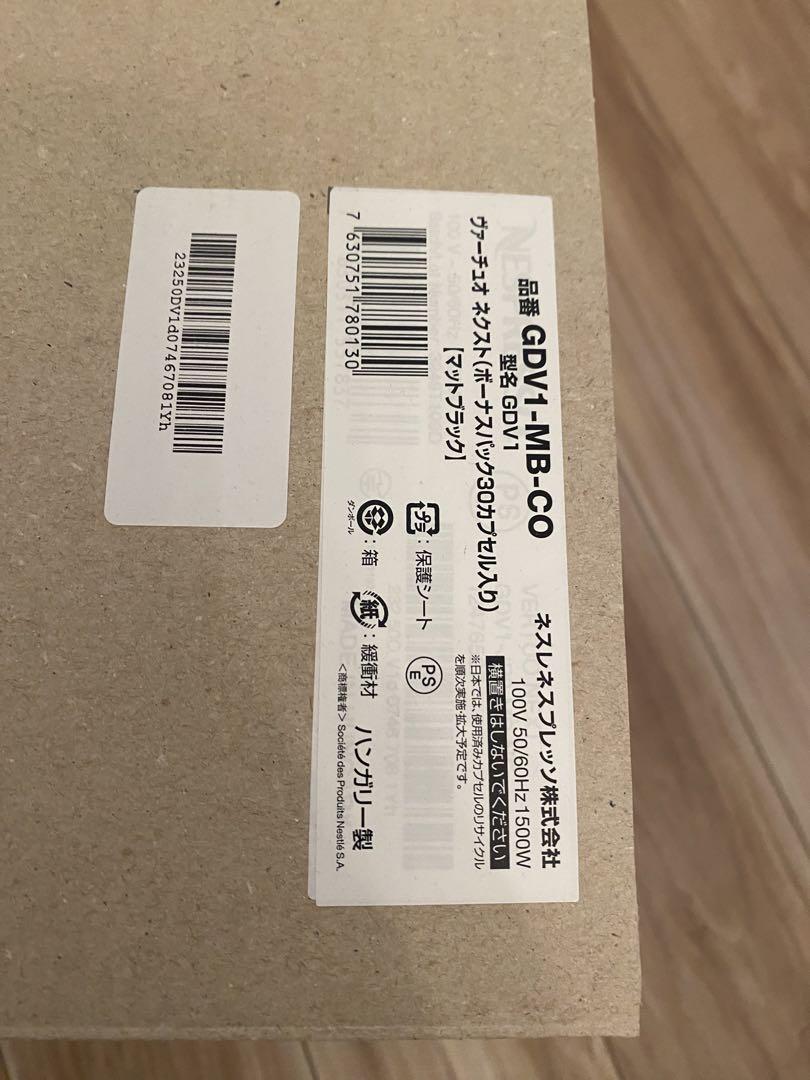 品番 GDV1-MB-CO
型名 GDV1
ヴァーチュオ ネクスト(ボーナスパック30カプセル入り)
【マットブラック】
7 630751 780130
ネスレネスプレッソ株式会社
100V 50/60Hz 1500W
横置きはしないでください
※日本では、使用済みカプセルのリサイクル
を順次実施・拡大予定です。
プラ:保護シート
PS
E
ダンボール:箱
紙:緩衝材
ハンガリー製
<商標権者> Société des Produits Nestlé S.A.
23250DV1d07467081Yh